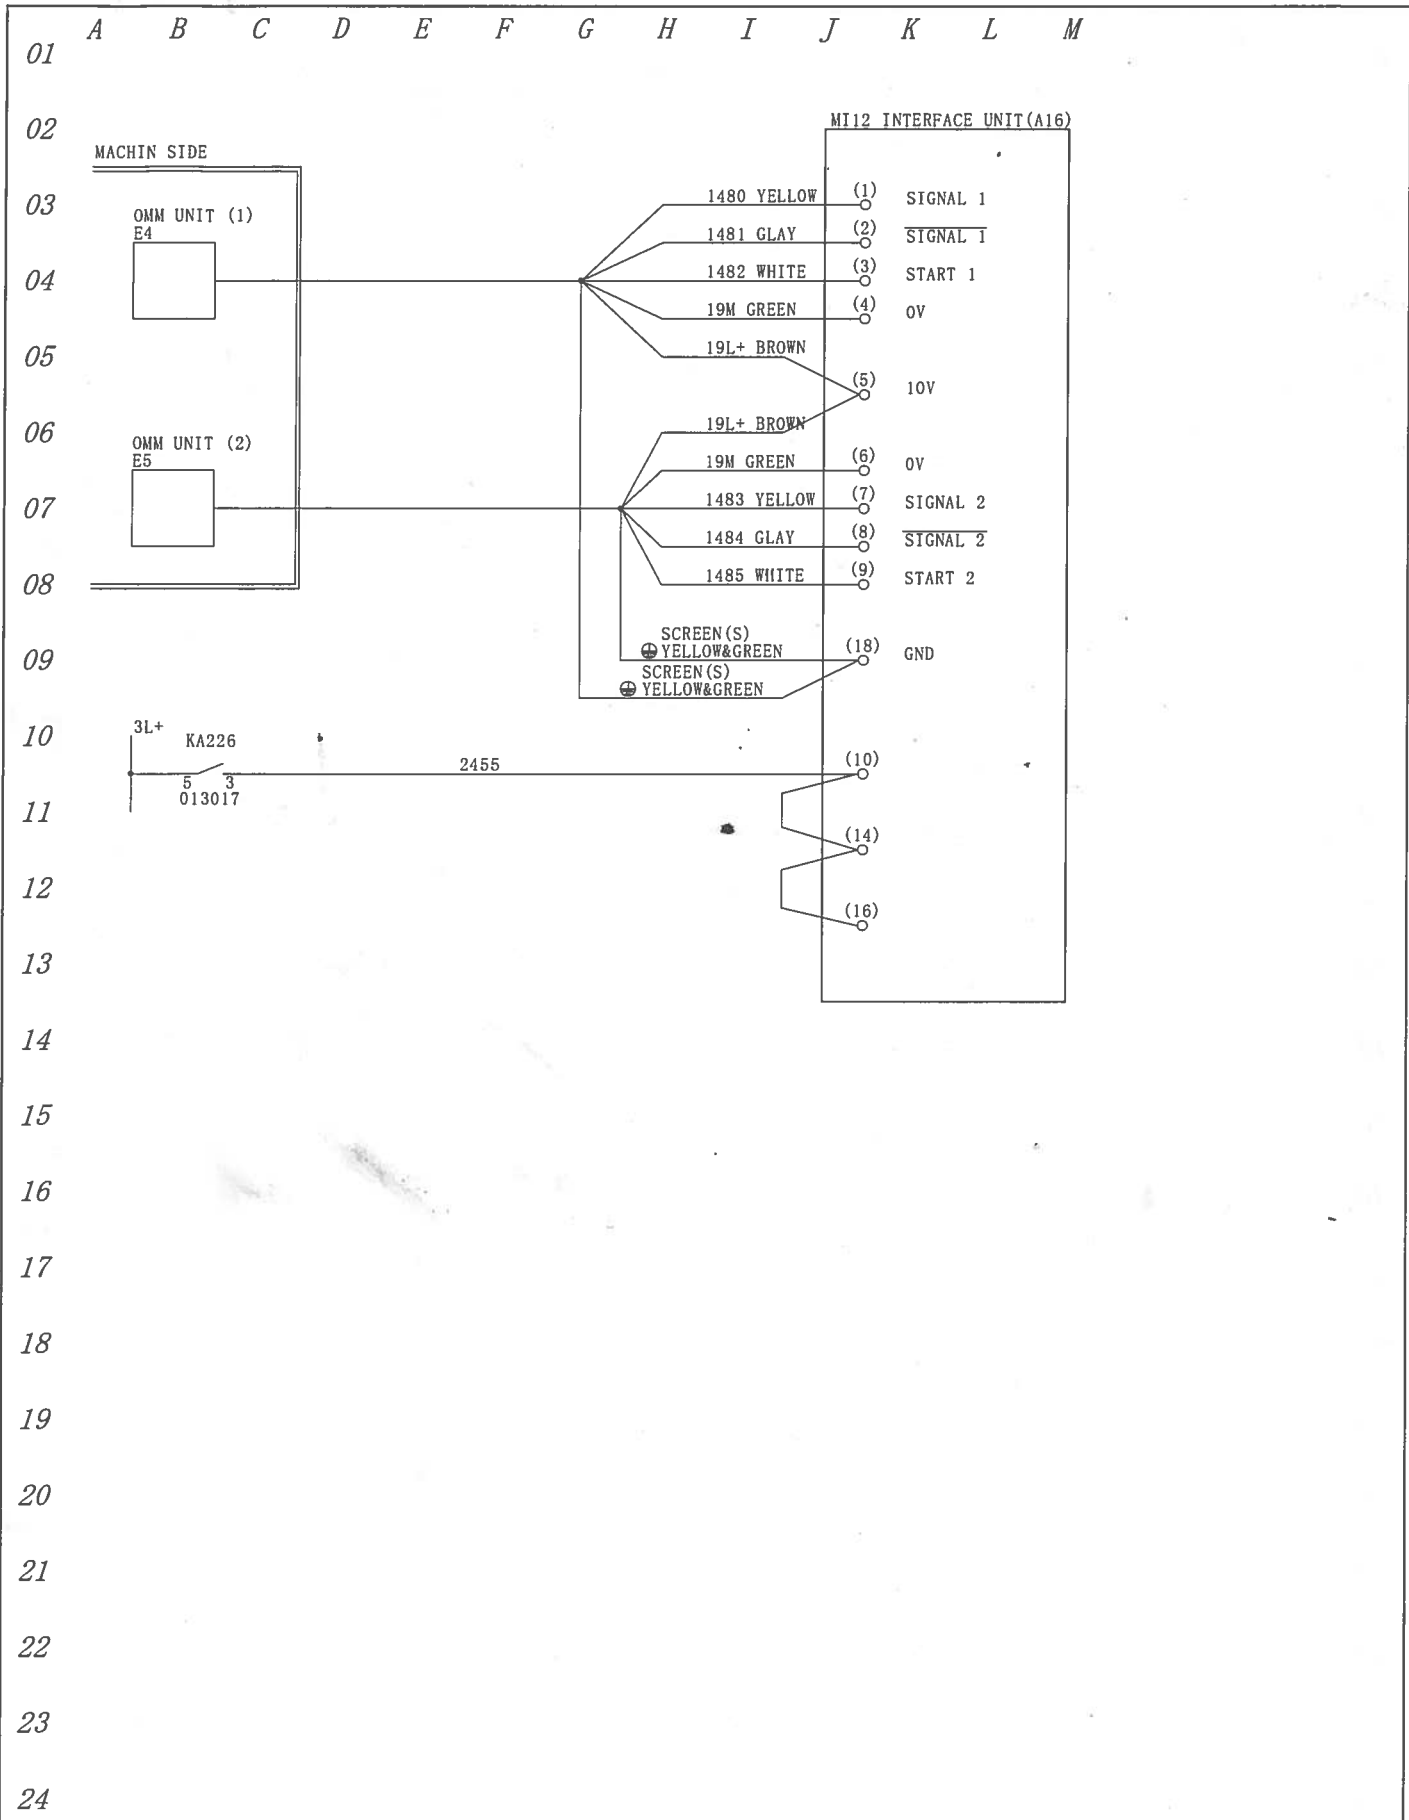 A B C D E F G H I J K L M
01
02
MI12 INTERFACE UNIT(A16)
MACHIN SIDE
03
1480 YELLOW (1) SIGNAL 1
OMM UNIT (1)
E4
1481 GLAY (2) SIGNAL 1
04
1482 WHITE (3) START 1
19M GREEN (4) 0V
05
19L+ BROWN
(5) 10V
06
19L+ BROWN
OMM UNIT (2)
E5
19M GREEN (6) 0V
07
1483 YELLOW (7) SIGNAL 2
1484 GLAY (8) SIGNAL 2
08
1485 WHITE (9) START 2
SCREEN(S)
YELLOW&GREEN (18) GND
09
SCREEN(S)
YELLOW&GREEN
10
3L+
KA226
2455 (10)
5 3
013017
11
(14)
12
(16)
13
14
15
16
17
18
19
20
21
22
23
24